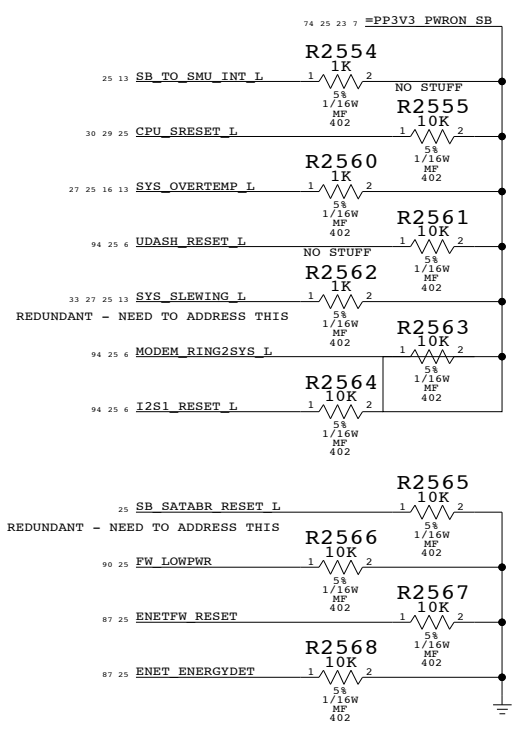 74 25 23 7 =PP3V3_PWRON_SB
R2554
1K
25 13 SB_TO_SMU_INT_L 1 2
5%
1/16W
MF
402
NO STUFF
R2555
10K
30 29 25 CPU_SRESET_L 1 2
5%
1/16W
MF
402
R2560
1K
27 25 16 13 SYS_OVERTEMP_L 1 2
5%
1/16W
MF
402
R2561
10K
94 25 6 UDASH_RESET_L 1 2
5%
1/16W
MF
402
NO STUFF
R2562
1K
33 27 25 13 SYS_SLEWING_L 1 2
REDUNDANT - NEED TO ADDRESS THIS
5%
1/16W
MF
402
R2563
10K
94 25 6 MODEM_RING2SYS_L 1 2
5%
1/16W
MF
402
R2564
10K
94 25 6 I2S1_RESET_L 1 2
5%
1/16W
MF
402
R2565
10K
25 SB_SATABR_RESET_L 1 2
REDUNDANT - NEED TO ADDRESS THIS
5%
1/16W
MF
402
R2566
10K
90 25 FW_LOWPWR 1 2
5%
1/16W
MF
402
R2567
10K
87 25 ENETFW_RESET 1 2
5%
1/16W
MF
402
R2568
10K
87 25 ENET_ENERGYDET 1 2
5%
1/16W
MF
402